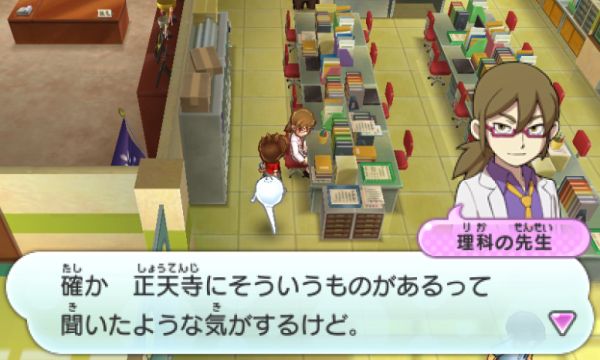 理科の先生
確か 正天寺にそういうものがあるって
聞いたような気がするけど。